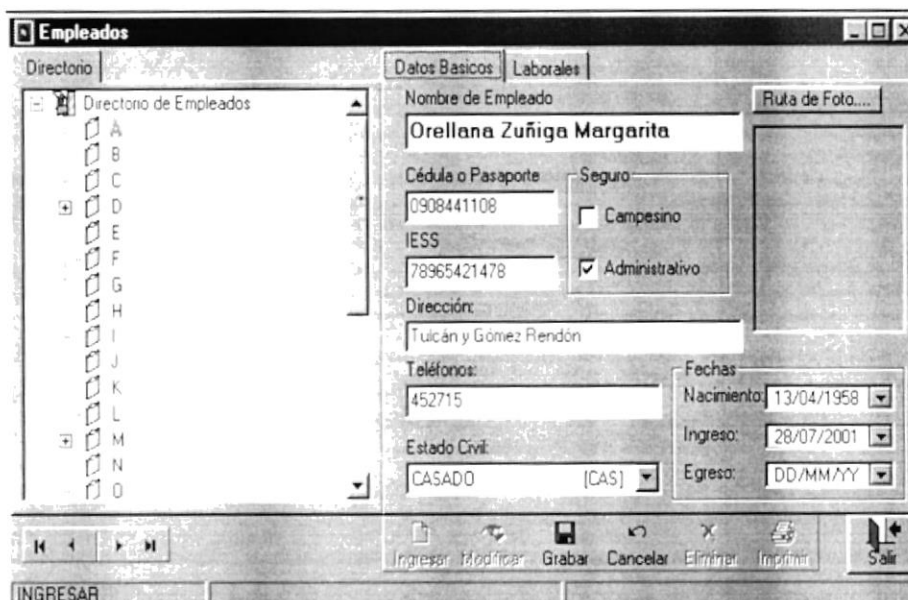 Empleados
Directorio
Directorio de Empleados
A
B
C
D
E
F
G
H
I
J
K
L
M
N
O
Datos Basicos Laborales
Nombre de Empleado
Orellana Zuñiga Margarita
Ruta de Foto....
Cédula o Pasaporte
0908441108
Seguro
Campesino
Administrativo
IESS
78965421478
Dirección:
Tulcán y Gómez Rendón
Teléfonos:
452715
Estado Civil:
CASADO [CAS]
Fechas
Nacimiento: 13/04/1958
Ingreso: 28/07/2001
Egreso: DD/MM/YY
Ingresar Modificar Grabar Cancelar Eliminar Imprimir Salir
INGRESAR